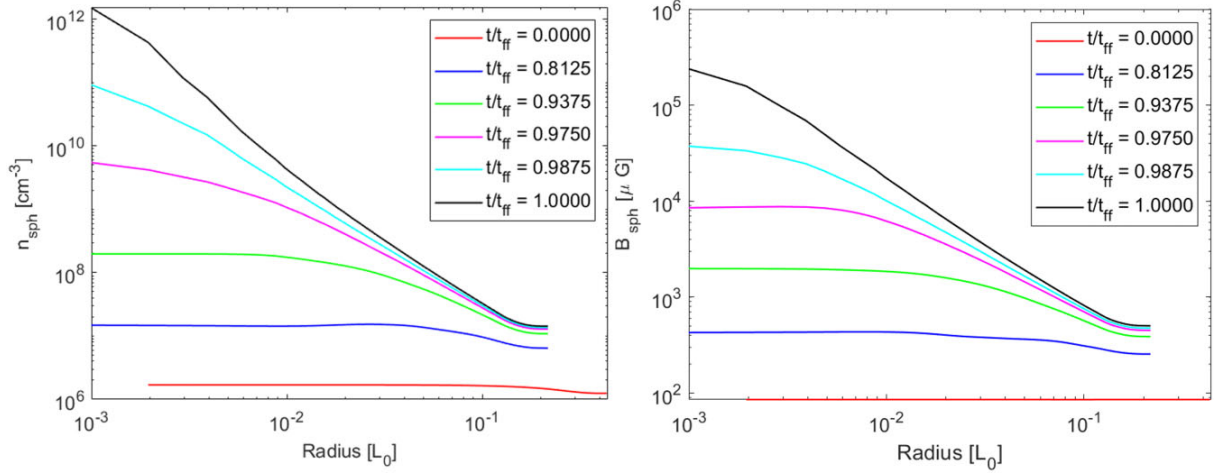 10^12
10^10
10^8
10^6
n_sph [cm^-3]
t/t_ff = 0.0000
t/t_ff = 0.8125
t/t_ff = 0.9375
t/t_ff = 0.9750
t/t_ff = 0.9875
t/t_ff = 1.0000
10^-3
10^-2
10^-1
Radius [L_0]
10^6
10^5
10^4
10^3
10^2
B_sph [μ G]
t/t_ff = 0.0000
t/t_ff = 0.8125
t/t_ff = 0.9375
t/t_ff = 0.9750
t/t_ff = 0.9875
t/t_ff = 1.0000
10^-3
10^-2
10^-1
Radius [L_0]